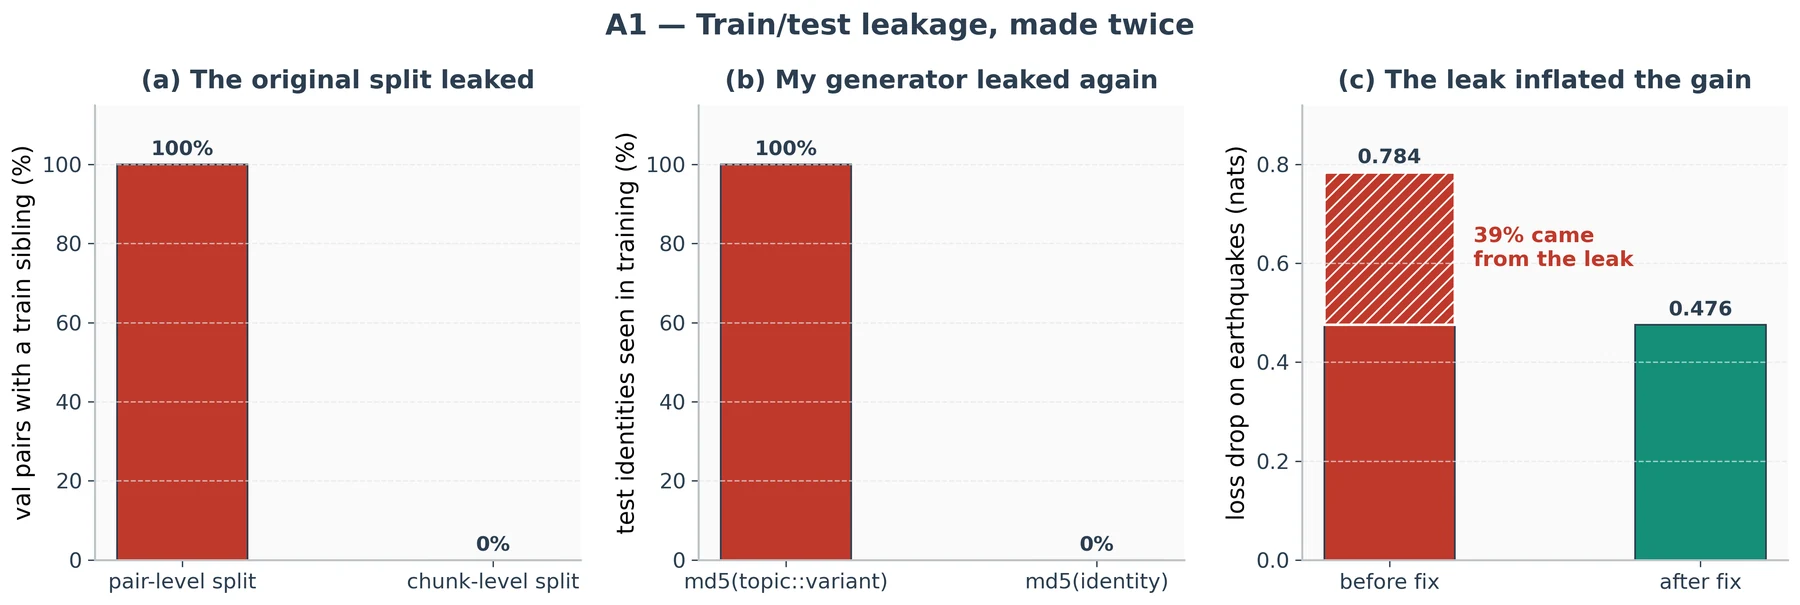 A1 — Train/test leakage, made twice
(a) The original split leaked
val pairs with a train sibling (%)
100
80
60
40
20
0
100%
0%
pair-level split
chunk-level split
(b) My generator leaked again
test identities seen in training (%)
100
80
60
40
20
0
100%
0%
md5(topic::variant)
md5(identity)
(c) The leak inflated the gain
loss drop on earthquakes (nats)
0.8
0.6
0.4
0.2
0.0
0.784
39% came
from the leak
0.476
before fix
after fix